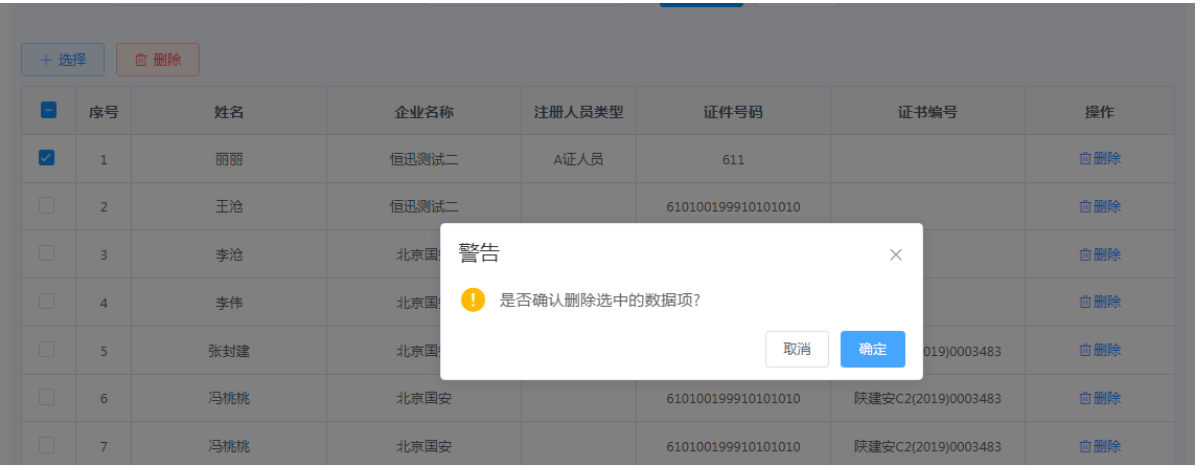 + 选择 删除
序号 姓名 企业名称 注册人员类型 证件号码 证书编号 操作
1 丽丽 恒迅测试二 A证人员 611 删除
2 王沧 恒迅测试二 610100199910101010 删除
3 李沧 北京国 删除
4 李伟 北京国 删除
5 张封建 北京国 019)0003483 删除
6 冯桃桃 北京国安 610100199910101010 陕建安C2(2019)0003483 删除
7 冯桃桃 北京国安 610100199910101010 陕建安C2(2019)0003483 删除
警告
是否确认删除选中的数据项?
取消 确定